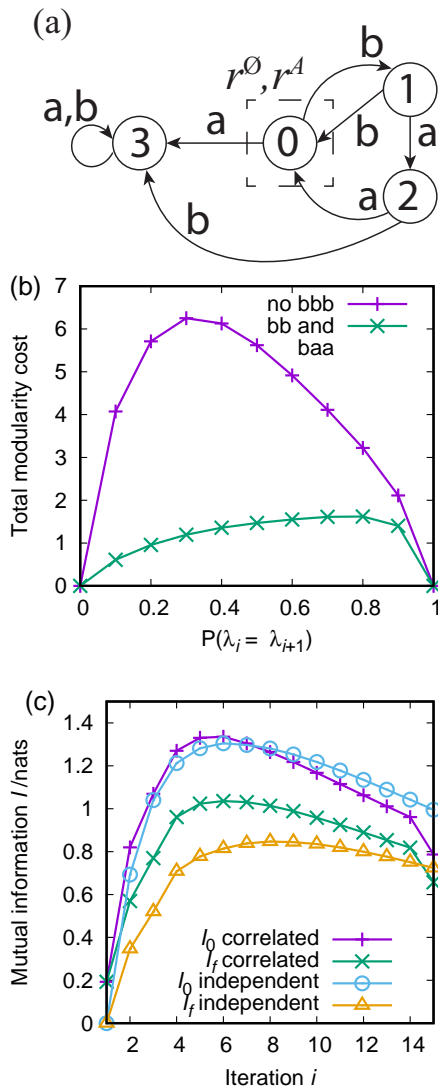 (a)
r^Ø, r^A
b
1
a,b
3
a
0
b
a
2
a
b
(b)
7
6
5
4
3
2
1
0
Total modularity cost
no bbb
bb and
baa
0 0.2 0.4 0.6 0.8 1
P(λ_i = λ_{i+1})
(c)
1.4
1.2
1
0.8
0.6
0.4
0.2
0
Mutual information I /nats
I_0 correlated
I_f correlated
I_0 independent
I_f independent
2 4 6 8 10 12 14
Iteration i